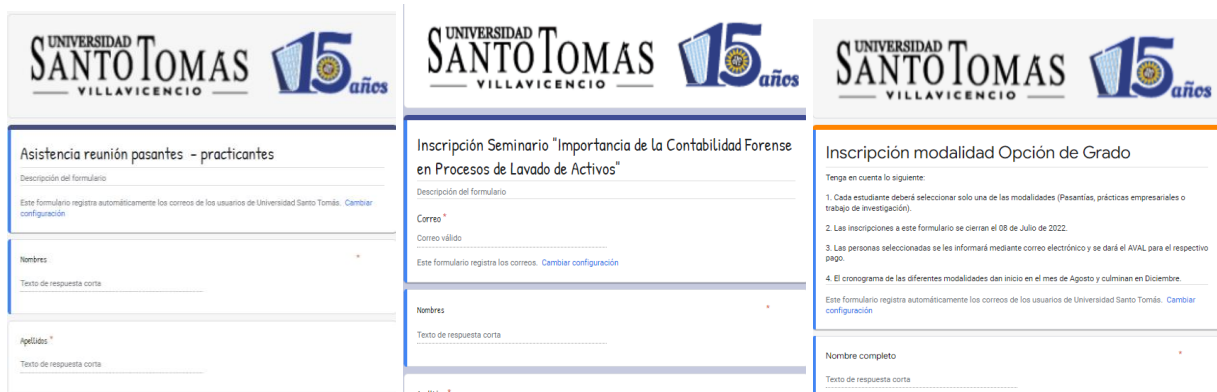 UNIVERSIDAD
SANTO TOMÁS
VILLAVICENCIO
15
años
Asistencia reunión pasantes - practicantes
Descripción del formulario
Este formulario registra automáticamente los correos de los usuarios de Universidad Santo Tomás. Cambiar
configuración
Nombres *
Texto de respuesta corta
Apellidos *
Texto de respuesta corta
UNIVERSIDAD
SANTO TOMÁS
VILLAVICENCIO
15
años
Inscripción Seminario "Importancia de la Contabilidad Forense
en Procesos de Lavado de Activos"
Descripción del formulario
Correo *
Correo válido
Este formulario registra los correos. Cambiar configuración
Nombres *
Texto de respuesta corta
UNIVERSIDAD
SANTO TOMÁS
VILLAVICENCIO
15
años
Inscripción modalidad Opción de Grado
Tenga en cuenta lo siguiente:
1. Cada estudiante deberá seleccionar solo una de las modalidades (Pasantías, prácticas empresariales o
trabajo de investigación).
2. Las inscripciones a este formulario se cierran el 08 de Julio de 2022.
3. Las personas seleccionadas se les informará mediante correo electrónico y se dará el AVAL para el respectivo
pago.
4. El cronograma de las diferentes modalidades dan inicio en el mes de Agosto y culminan en Diciembre.
Este formulario registra automáticamente los correos de los usuarios de Universidad Santo Tomás. Cambiar
configuración
Nombre completo *
Texto de respuesta corta